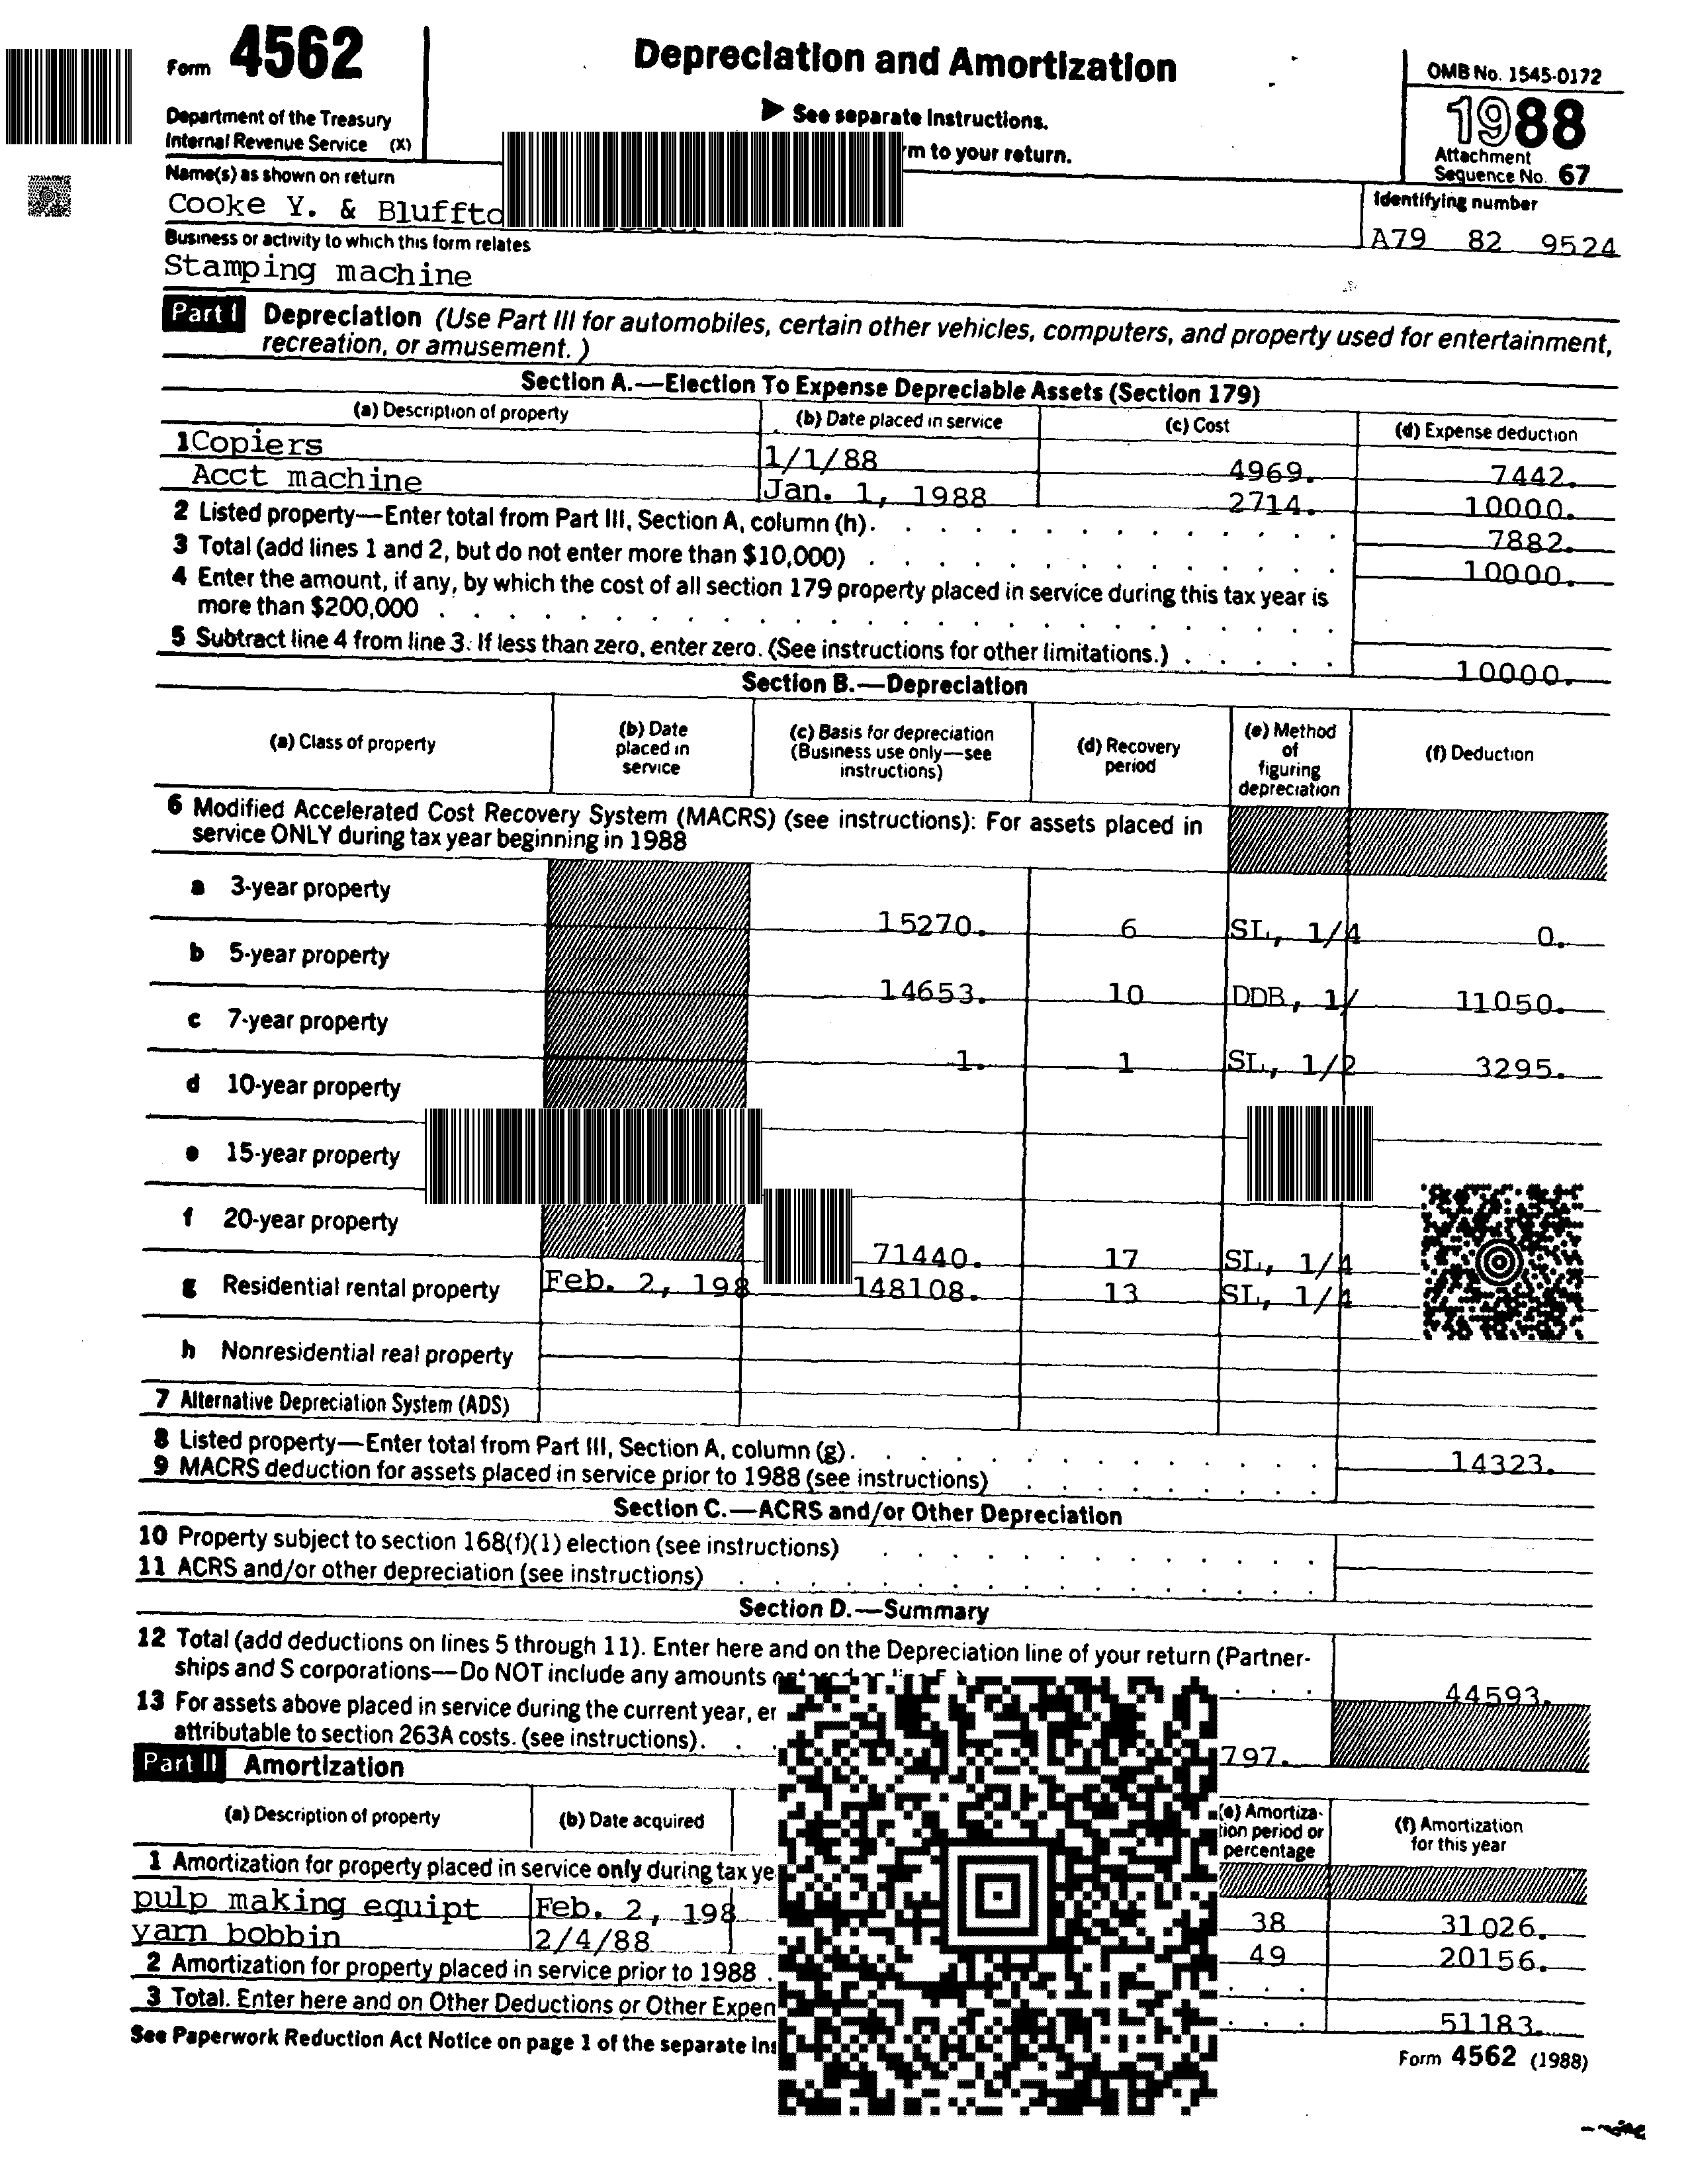 Form 4562
Depreciation and Amortization
OMB No. 1545-0172
1988
Department of the Treasury
Internal Revenue Service (X)
▶ See separate Instructions.
to your return.
Attachment
Sequence No. 67
Name(s) as shown on return
Identifying number
Cooke Y. &
A79 82 9524
Business or activity to which this form relates
Stamping machine
Part I Depreciation (Use Part III for automobiles, certain other vehicles, computers, and property used for entertainment,
recreation, or amusement.)
Section A.—Election To Expense Depreciable Assets (Section 179)
(a) Description of property (b) Date placed in service (c) Cost (d) Expense deduction
1 Copiers 1/1/88 4969. 7442.
Acct machine Jan. 1, 1988 2714. 10000.
2 Listed property—Enter total from Part III, Section A, column (h). 7882.
3 Total (add lines 1 and 2, but do not enter more than $10,000) 10000.
4 Enter the amount, if any, by which the cost of all section 179 property placed in service during this tax year is
more than $200,000
5 Subtract line 4 from line 3. If less than zero, enter zero. (See instructions for other limitations.) 10000.
Section B.—Depreciation
(a) Class of property (b) Date placed in service (c) Basis for depreciation (Business use only—see instructions) (d) Recovery period (e) Method of figuring depreciation (f) Deduction
6 Modified Accelerated Cost Recovery System (MACRS) (see instructions): For assets placed in
service ONLY during tax year beginning in 1988
a 3-year property 15270. 6 SL, 1/4 0.
b 5-year property 14653. 10 DDB, 1/ 11050.
c 7-year property 1. 1 SL, 1/2 3295.
d 10-year property
e 15-year property
f 20-year property 71440. 17 SL, 1/4
g Residential rental property Feb. 2, 198 148108. 13 SL, 1/4
h Nonresidential real property
7 Alternative Depreciation System (ADS)
8 Listed property—Enter total from Part III, Section A, column (g). 14323.
9 MACRS deduction for assets placed in service prior to 1988 (see instructions)
Section C.—ACRS and/or Other Depreciation
10 Property subject to section 168(f)(1) election (see instructions)
11 ACRS and/or other depreciation (see instructions)
Section D.—Summary
12 Total (add deductions on lines 5 through 11). Enter here and on the Depreciation line of your return (Partner-
ships and S corporations—Do NOT include any amounts 44593.
13 For assets above placed in service during the current year,
attributable to section 263A costs. (see instructions). 797.
Part II Amortization
(a) Description of property (b) Date acquired (e) Amortiza-tion period or percentage (f) Amortization for this year
1 Amortization for property placed in service only during tax
pulp making equipt Feb. 2, 198 38 31026.
yarn bobbin 2/4/88 49 20156.
2 Amortization for property placed in service prior to 1988
3 Total. Enter here and on Other Deductions or Other 51183.
See Paperwork Reduction Act Notice on page 1 of the separate
Form 4562 (1988)